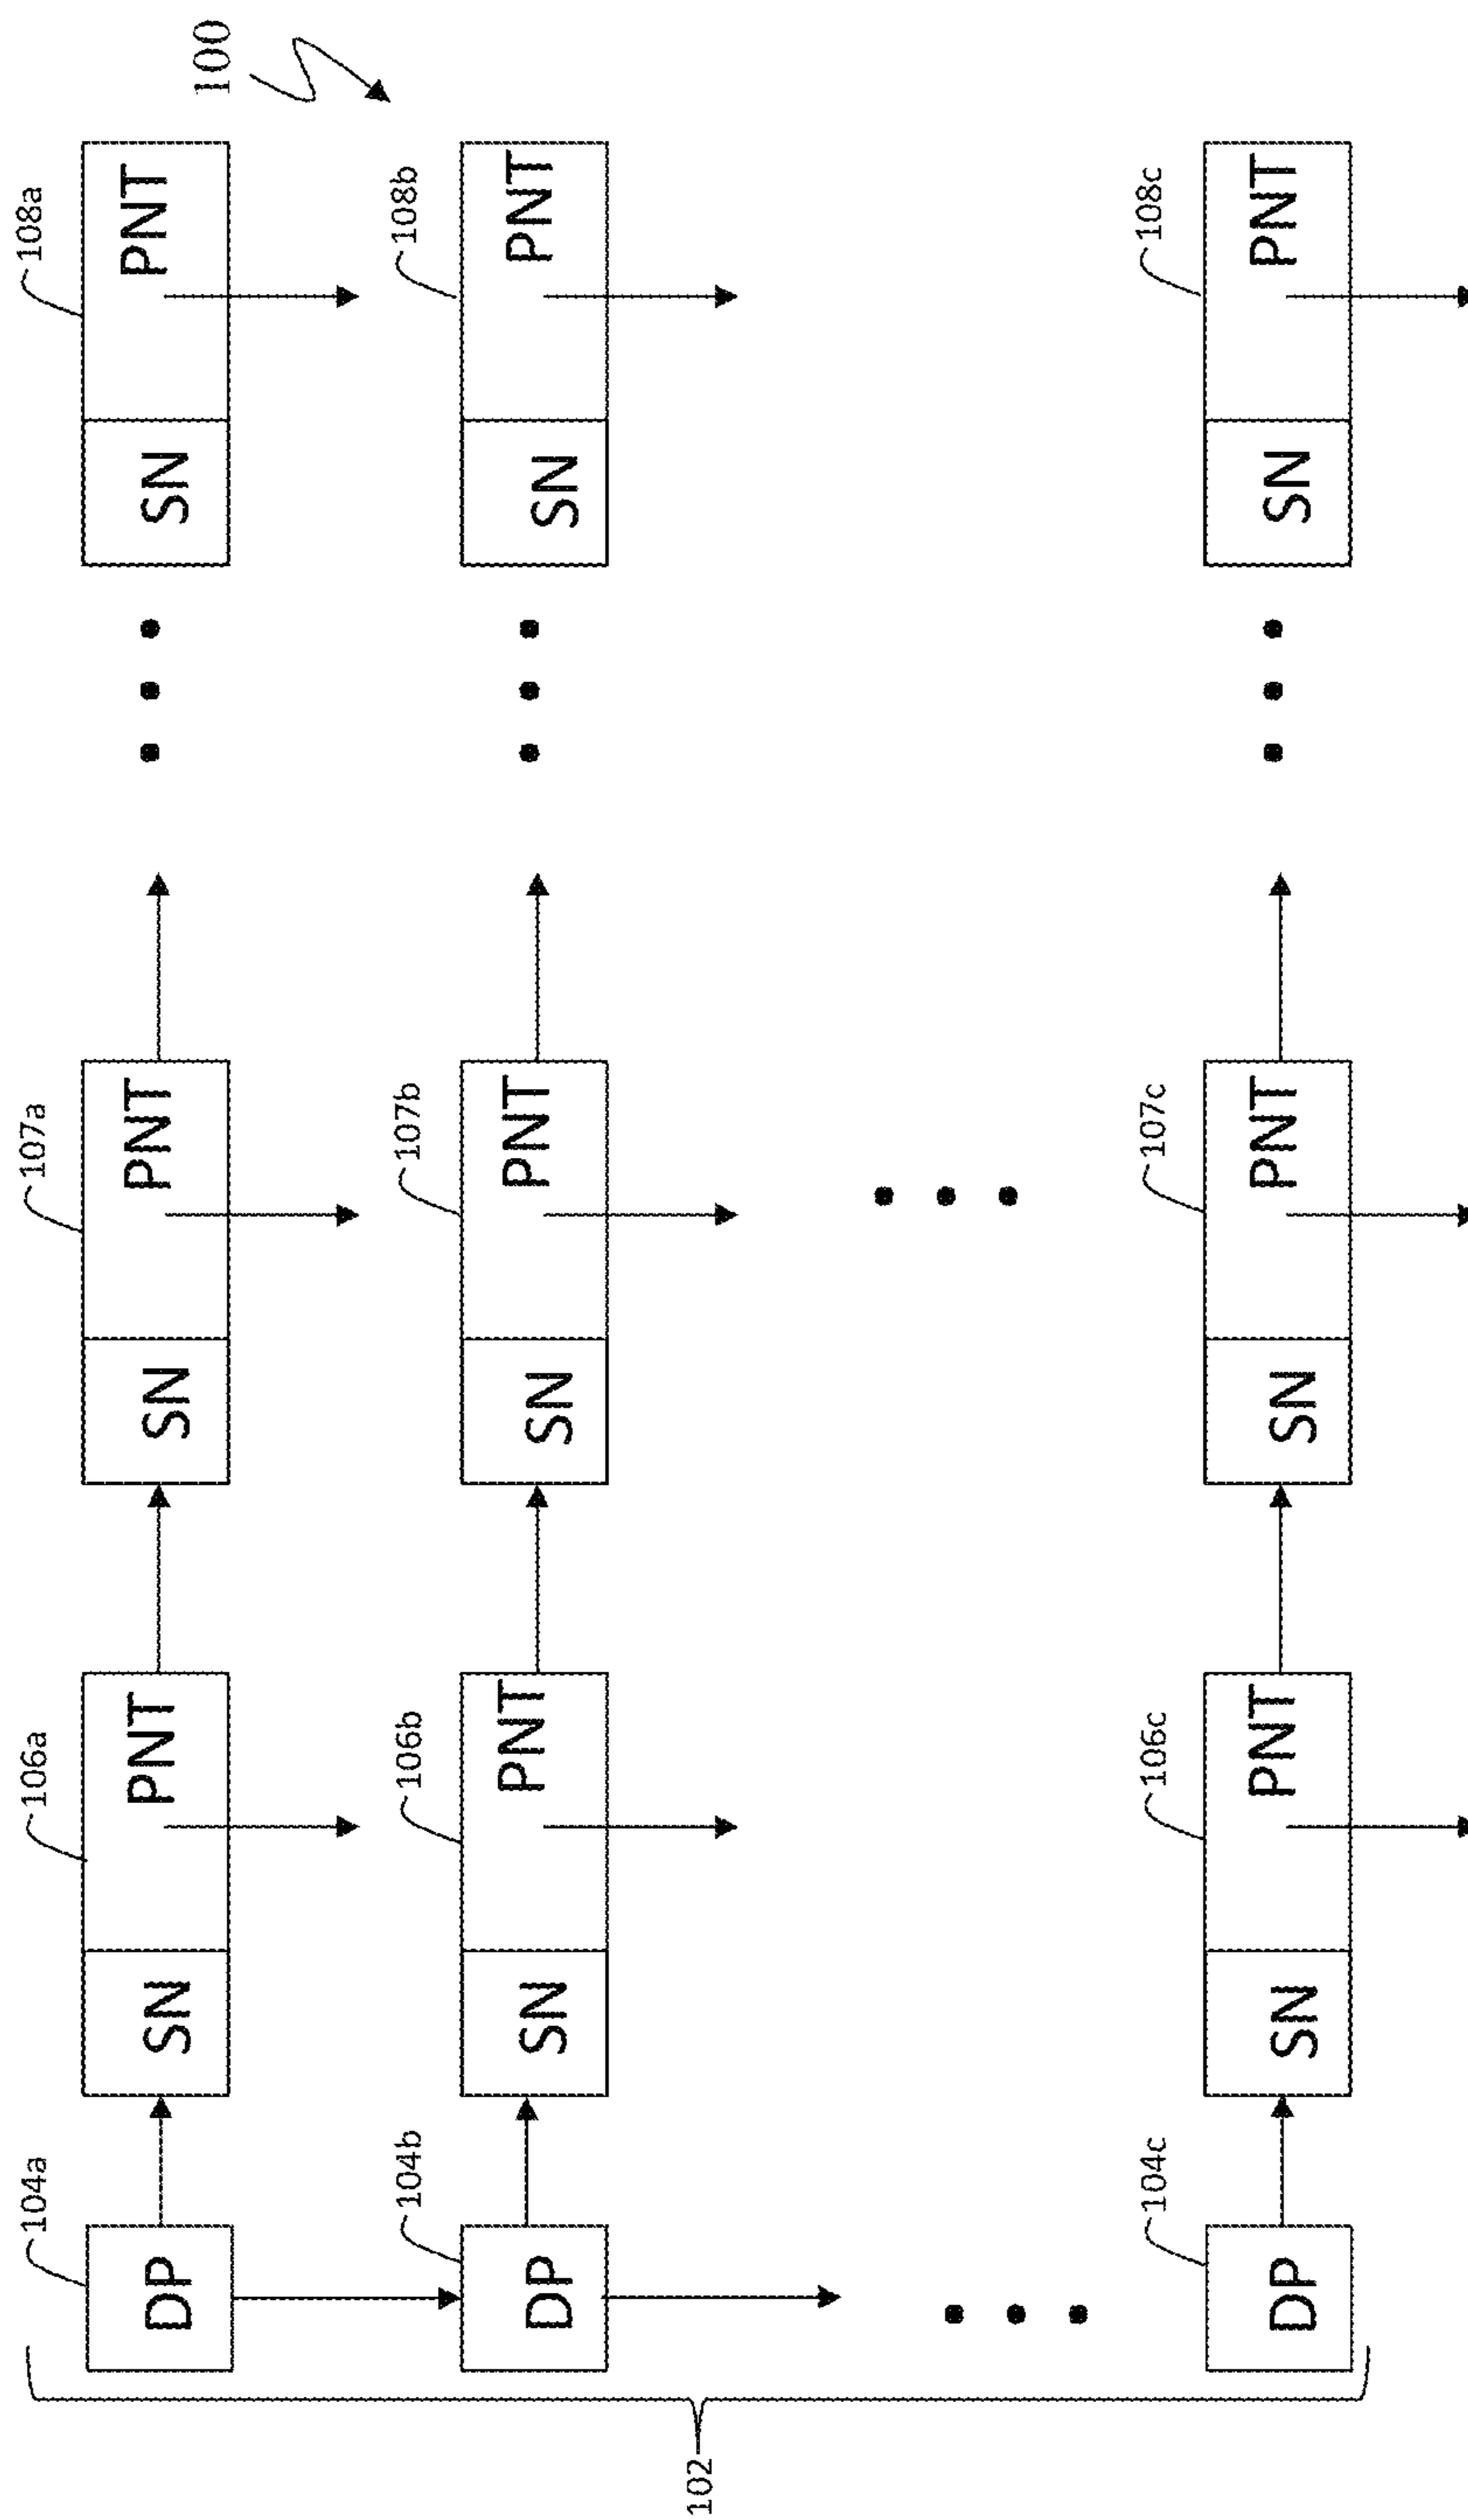 104a 106a 107a 108a
DP SN PNT SN PNT SN PNT
100
104b 106b 107b 108b
DP SN PNT SN PNT SN PNT
102
104c 106c 107c 108c
DP SN PNT SN PNT SN PNT